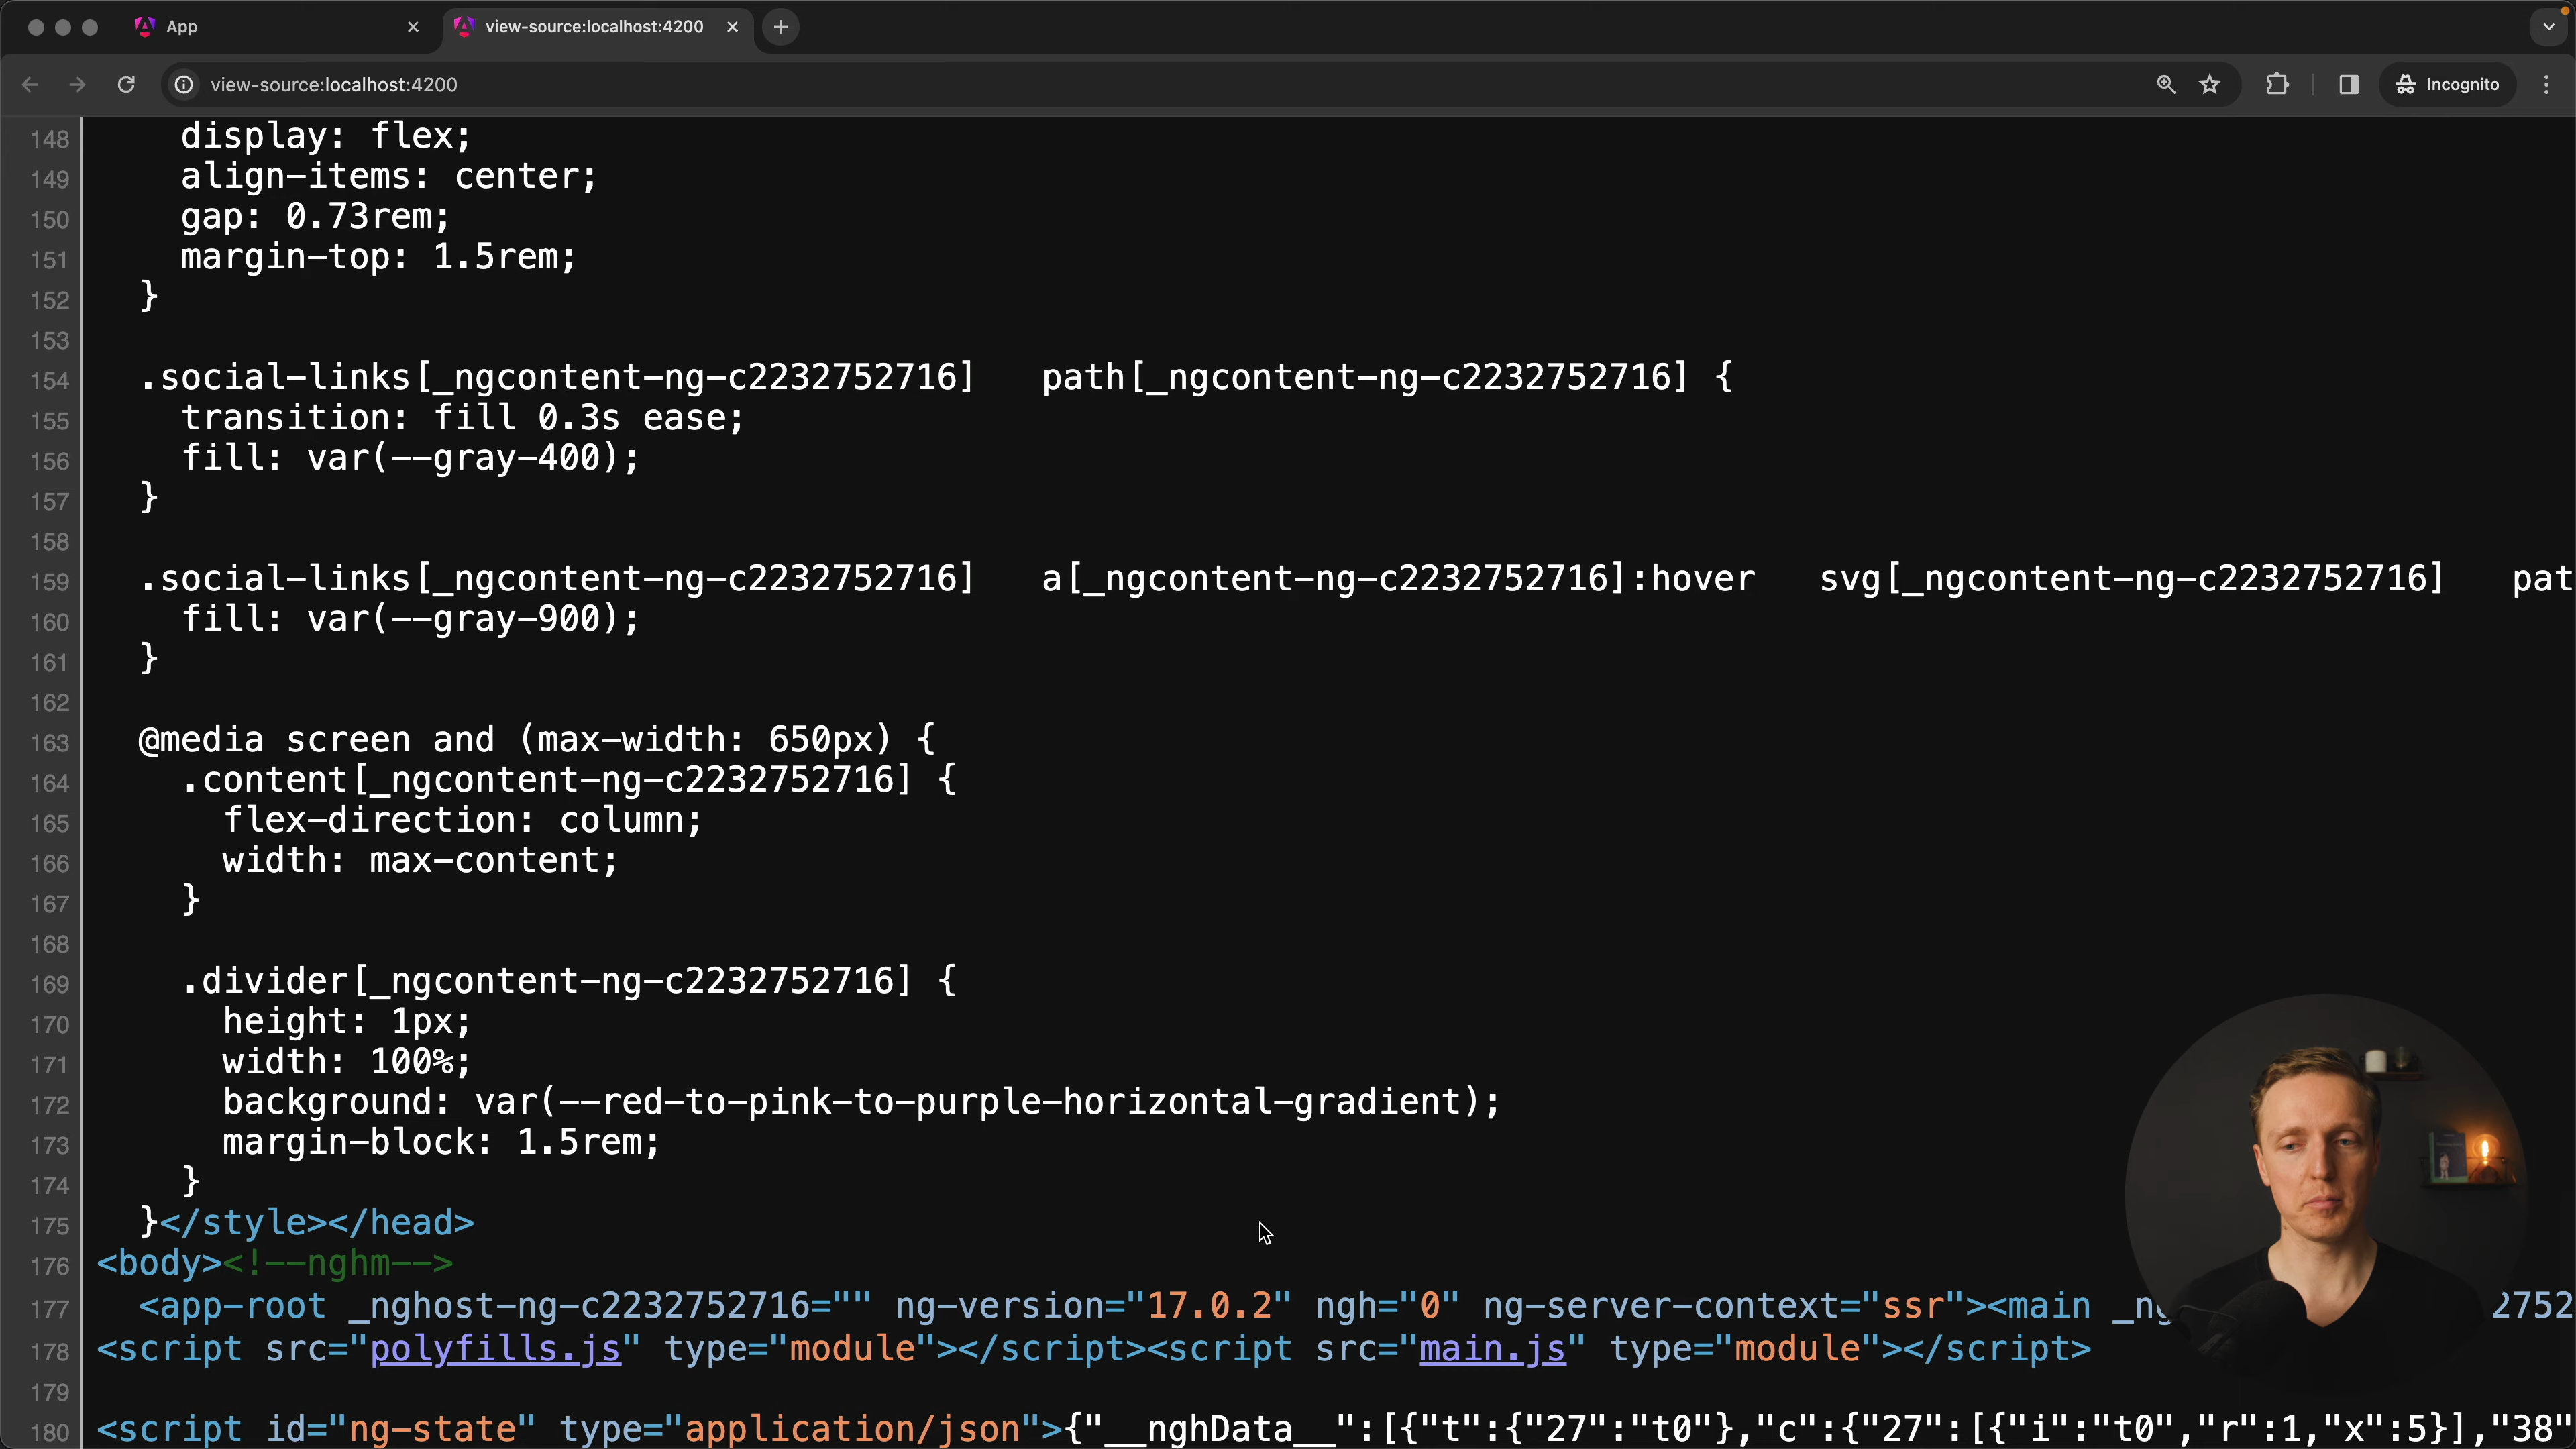 App
view-source:localhost:4200
view-source:localhost:4200
Incognito
148 display: flex;
149 align-items: center;
150 gap: 0.73rem;
151 margin-top: 1.5rem;
152 }
153
154 .social-links[_ngcontent-ng-c2232752716] path[_ngcontent-ng-c2232752716] {
155 transition: fill 0.3s ease;
156 fill: var(--gray-400);
157 }
158
159 .social-links[_ngcontent-ng-c2232752716] a[_ngcontent-ng-c2232752716]:hover svg[_ngcontent-ng-c2232752716] pat
160 fill: var(--gray-900);
161 }
162
163 @media screen and (max-width: 650px) {
164 .content[_ngcontent-ng-c2232752716] {
165 flex-direction: column;
166 width: max-content;
167 }
168
169 .divider[_ngcontent-ng-c2232752716] {
170 height: 1px;
171 width: 100%;
172 background: var(--red-to-pink-to-purple-horizontal-gradient);
173 margin-block: 1.5rem;
174 }
175 }</style></head>
176 <body><!--nghm-->
177 <app-root _nghost-ng-c2232752716="" ng-version="17.0.2" ngh="0" ng-server-context="ssr"><main _ng 2752
178 <script src="polyfills.js" type="module"></script><script src="main.js" type="module"></script>
179
180 <script id="ng-state" type="application/json">{"__nghData__":[{"t":{"27":"t0"},"c":{"27":[{"i":"t0","r":1,"x":5}],"38"